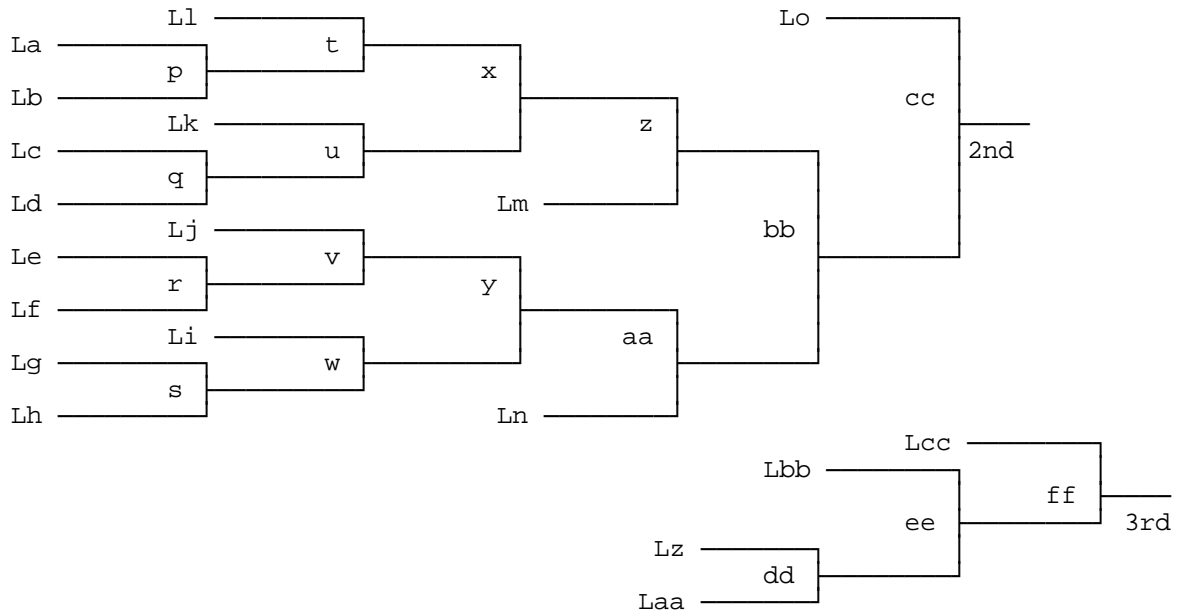 Ll Lo
La t
p x
Lb cc
Lk z
Lc u 2nd
q
Ld Lm
Lj bb
Le v
r y
Lf
Li aa
Lg w
s
Lh Ln
Lcc
Lbb
ff
ee 3rd
Lz
dd
Laa